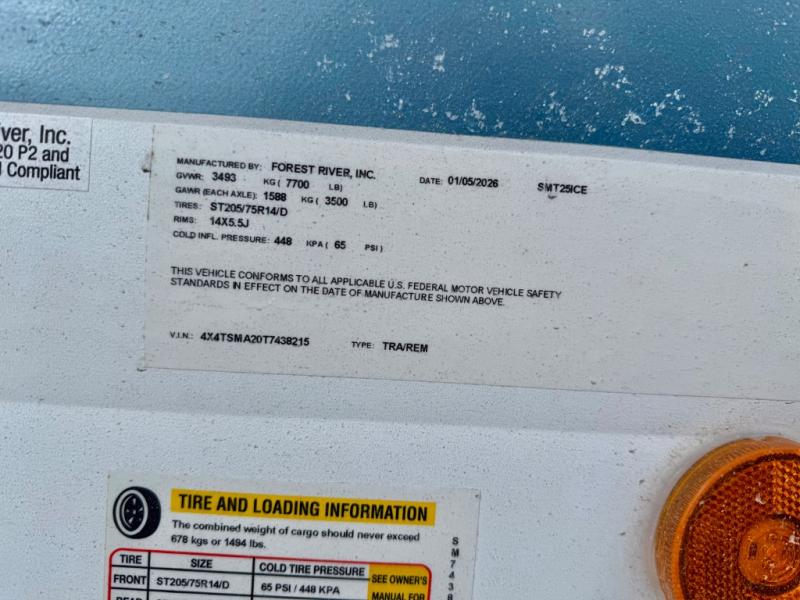 ver, Inc.
20 P2 and
Compliant
MANUFACTURED BY: FOREST RIVER, INC. DATE: 01/05/2026 SMT25ICE
GVWR: 3493 KG ( 7700 LB)
GAWR (EACH AXLE): 1588 KG ( 3500 LB)
TIRES: ST205/75R14/D
RIMS: 14X5.5J
COLD INFL. PRESSURE: 448 KPA ( 65 PSI )
THIS VEHICLE CONFORMS TO ALL APPLICABLE U.S. FEDERAL MOTOR VEHICLE SAFETY
STANDARDS IN EFFECT ON THE DATE OF MANUFACTURE SHOWN ABOVE.
V.I.N.: 4X4TSMA20T7438215 TYPE: TRA/REM
TIRE AND LOADING INFORMATION
The combined weight of cargo should never exceed
678 kgs or 1494 lbs.
TIRE SIZE COLD TIRE PRESSURE SEE OWNER'S
FRONT ST205/75R14/D 65 PSI / 448 KPA MANUAL FOR
SM7438